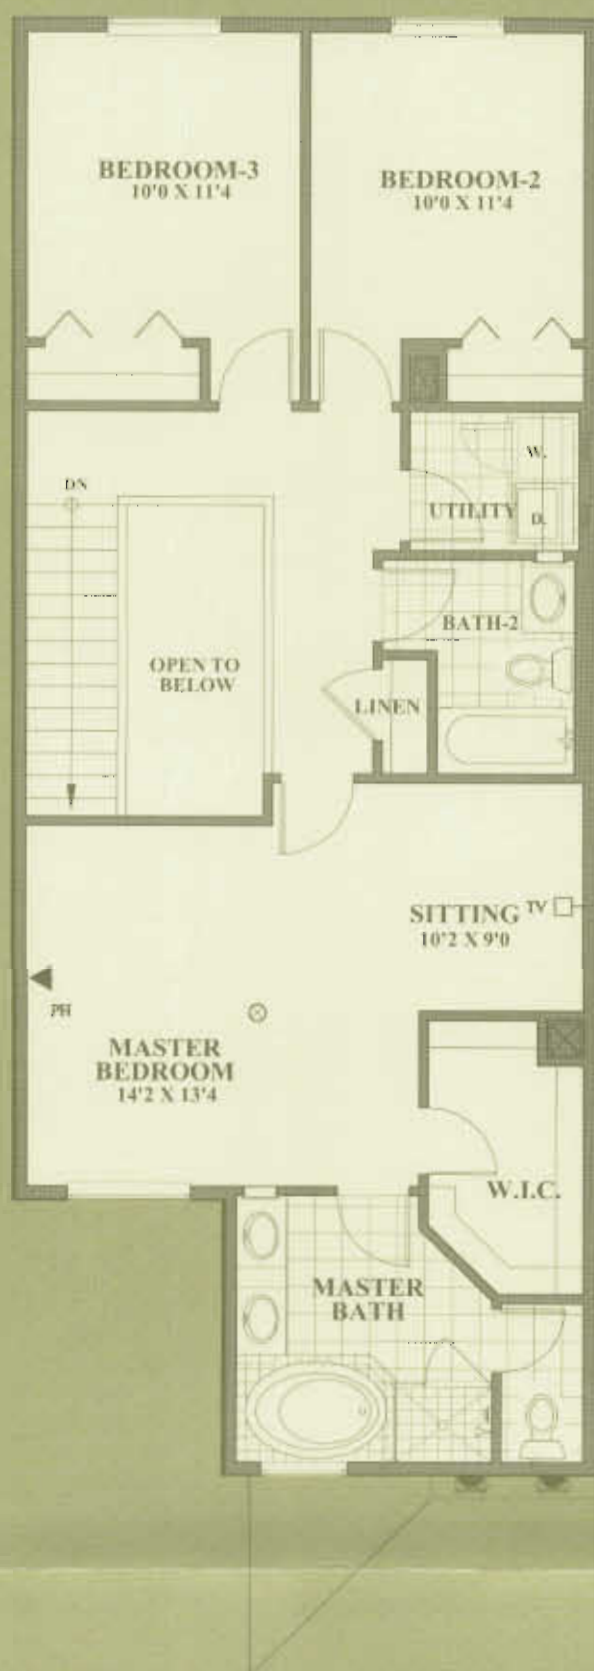 BEDROOM-3
10'0 X 11'4
BEDROOM-2
10'0 X 11'4
DN
W.
UTILITY
D.
BATH-2
OPEN TO
BELOW
LINEN
SITTING
10'2 X 9'0
TV
PH
MASTER
BEDROOM
14'2 X 13'4
W.I.C.
MASTER
BATH